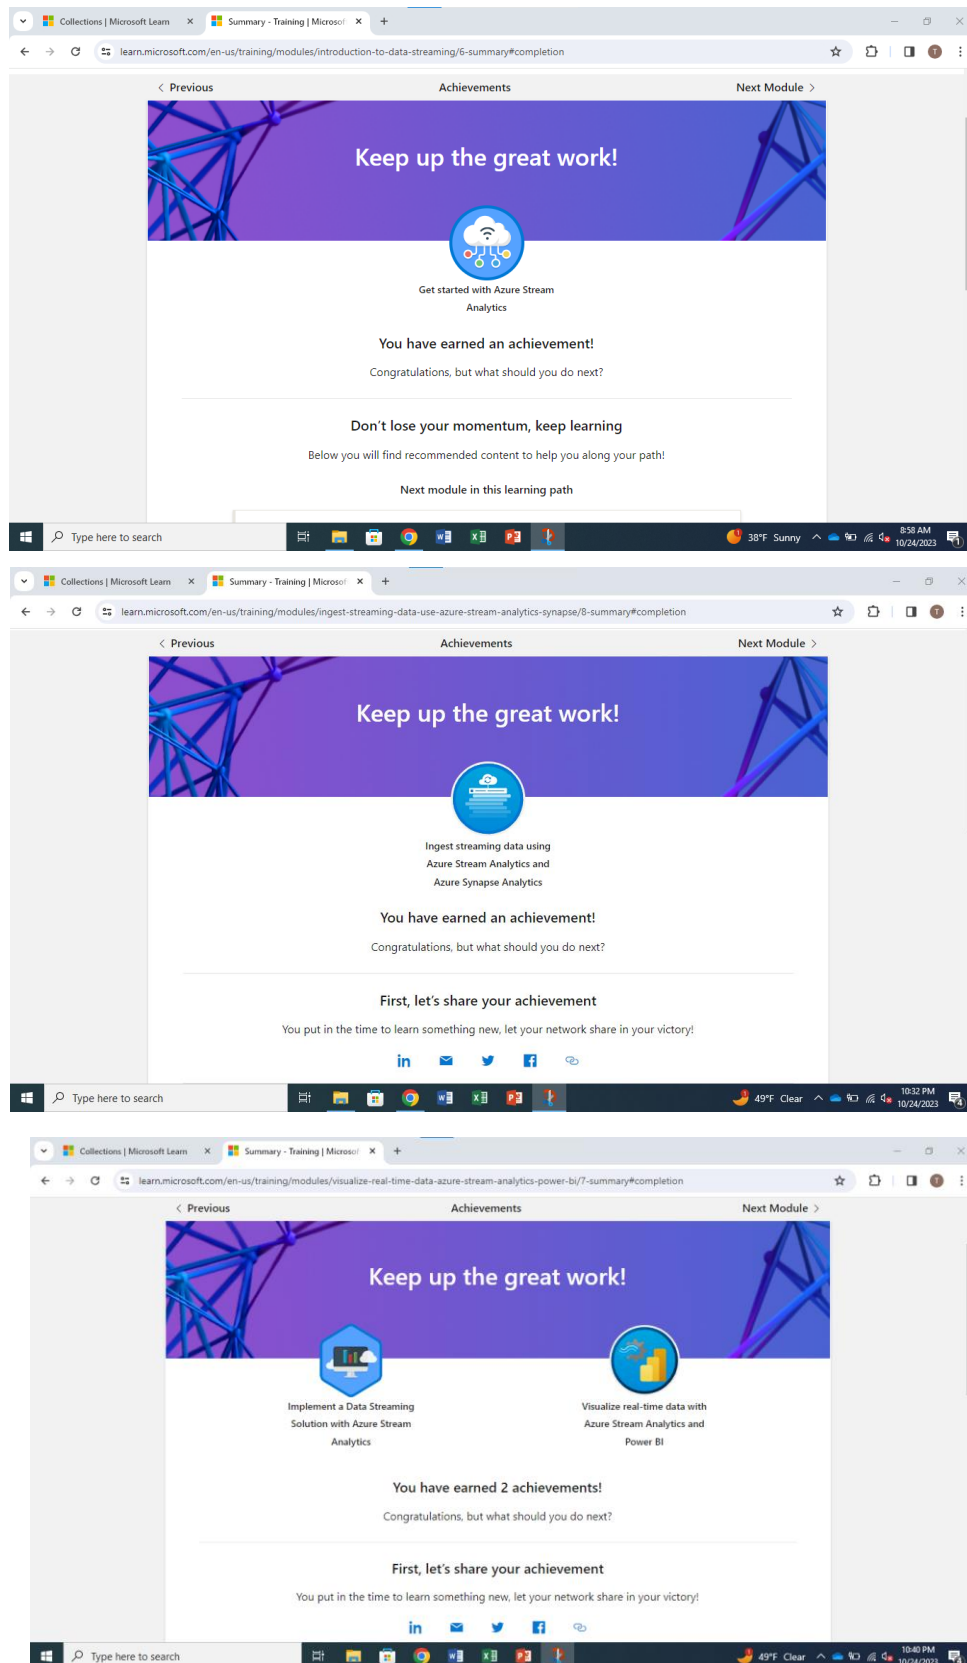 Collections | Microsoft Learn
Summary - Training | Microsof
learn.microsoft.com/en-us/training/modules/introduction-to-data-streaming/6-summary#completion
T
Previous Achievements Next Module
Keep up the great work!
Get started with Azure Stream
Analytics
You have earned an achievement!
Congratulations, but what should you do next?
Don't lose your momentum, keep learning
Below you will find recommended content to help you along your path!
Next module in this learning path
Type here to search
38°F Sunny
8:58 AM
10/24/2023
1
Collections | Microsoft Learn
Summary - Training | Microsof
learn.microsoft.com/en-us/training/modules/ingest-streaming-data-use-azure-stream-analytics-synapse/8-summary#completion
T
Previous Achievements Next Module
Keep up the great work!
Ingest streaming data using
Azure Stream Analytics and
Azure Synapse Analytics
You have earned an achievement!
Congratulations, but what should you do next?
First, let's share your achievement
You put in the time to learn something new, let your network share in your victory!
Type here to search
49°F Clear
10:32 PM
10/24/2023
4
Collections | Microsoft Learn
Summary - Training | Microsof
learn.microsoft.com/en-us/training/modules/visualize-real-time-data-azure-stream-analytics-power-bi/7-summary#completion
T
Previous Achievements Next Module
Keep up the great work!
Implement a Data Streaming
Solution with Azure Stream
Analytics
Visualize real-time data with
Azure Stream Analytics and
Power BI
You have earned 2 achievements!
Congratulations, but what should you do next?
First, let's share your achievement
You put in the time to learn something new, let your network share in your victory!
Type here to search
49°F Clear
10:40 PM
10/24/2023